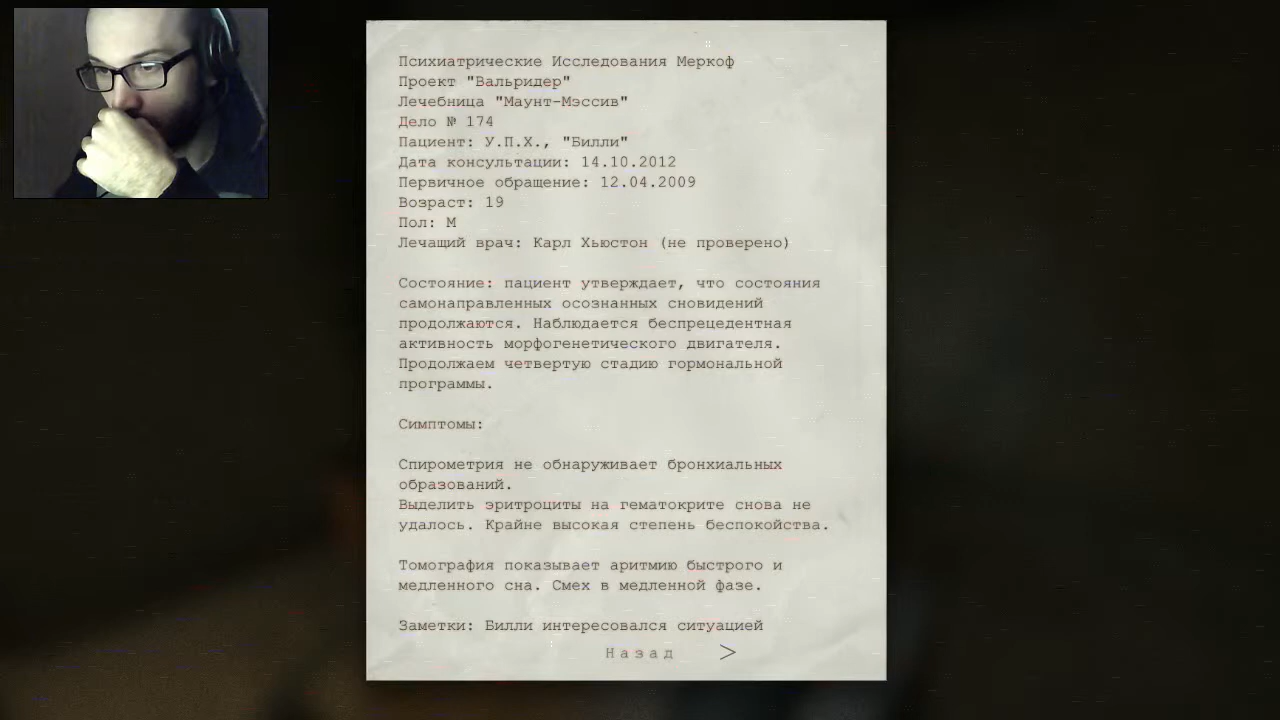 Психиатрические Исследования Меркоф
Проект "Вальридер"
Лечебница "Маунт-Мэссив"
Дело № 174
Пациент: У.П.Х., "Билли"
Дата консультации: 14.10.2012
Первичное обращение: 12.04.2009
Возраст: 19
Пол: М
Лечащий врач: Карл Хьюстон (не проверено)
Состояние: пациент утверждает, что состояния
самонаправленных осознанных сновидений
продолжаются. Наблюдается беспрецедентная
активность морфогенетического двигателя.
Продолжаем четвертую стадию гормональной
программы.
Симптомы:
Спирометрия не обнаруживает бронхиальных
образований.
Выделить эритроциты на гематокрите снова не
удалось. Крайне высокая степень беспокойства.
Томография показывает аритмию быстрого и
медленного сна. Смех в медленной фазе.
Заметки: Билли интересовался ситуацией
Назад >